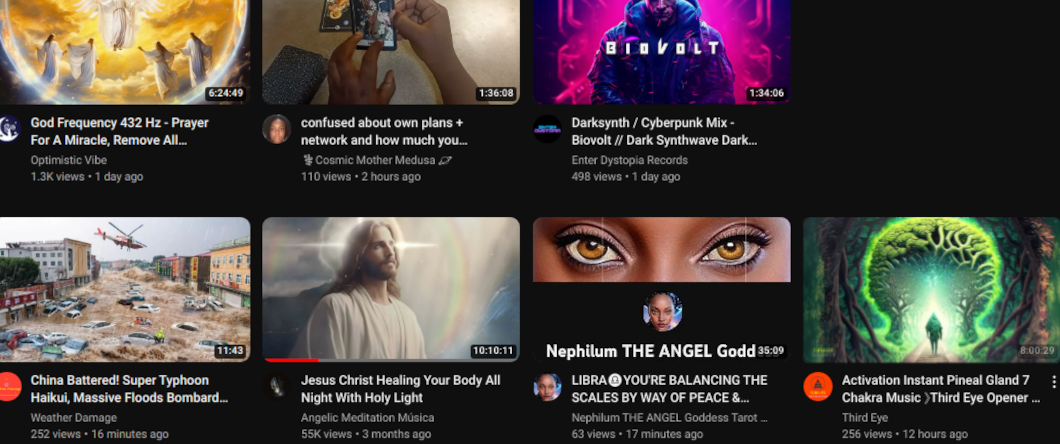 BIOVOLT
6:24:49
1:36:08
1:34:06
God Frequency 432 Hz - Prayer
For A Miracle, Remove All...
Optimistic Vibe
1.3K views • 1 day ago
confused about own plans +
network and how much you...
⚕Cosmic Mother Medusa 🪐
110 views • 2 hours ago
Darksynth / Cyberpunk Mix -
Biovolt // Dark Synthwave Dark...
Enter Dystopia Records
498 views • 1 day ago
11:43
10:10:11
Nephilum THE ANGEL Godd
35:09
8:00:29
China Battered! Super Typhoon
Haikui, Massive Floods Bombard...
Weather Damage
252 views • 16 minutes ago
Jesus Christ Healing Your Body All
Night With Holy Light
Angelic Meditation Música
55K views • 3 months ago
LIBRA♎YOU'RE BALANCING THE
SCALES BY WAY OF PEACE &...
Nephilum THE ANGEL Goddess Tarot ...
63 views • 17 minutes ago
Activation Instant Pineal Gland 7
Chakra Music 》Third Eye Opener ...
Third Eye
256 views • 12 hours ago